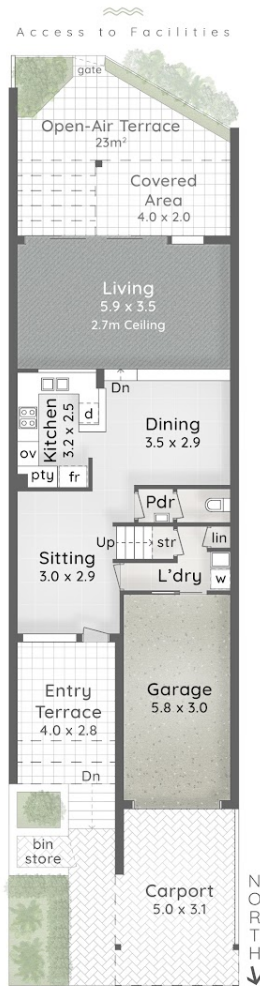 Access to Facilities
gate
Open-Air Terrace
23m²
Covered
Area
4.0 x 2.0
Living
5.9 x 3.5
2.7m Ceiling
Dn
Kitchen
3.2 x 2.5
d
Dining
3.5 x 2.9
ov
pty
fr
Pdr
Sitting
3.0 x 2.9
Up
str
lin
L'dry
w
Entry
Terrace
4.0 x 2.8
Garage
5.8 x 3.0
Dn
bin
store
Carport
5.0 x 3.1
NORTH